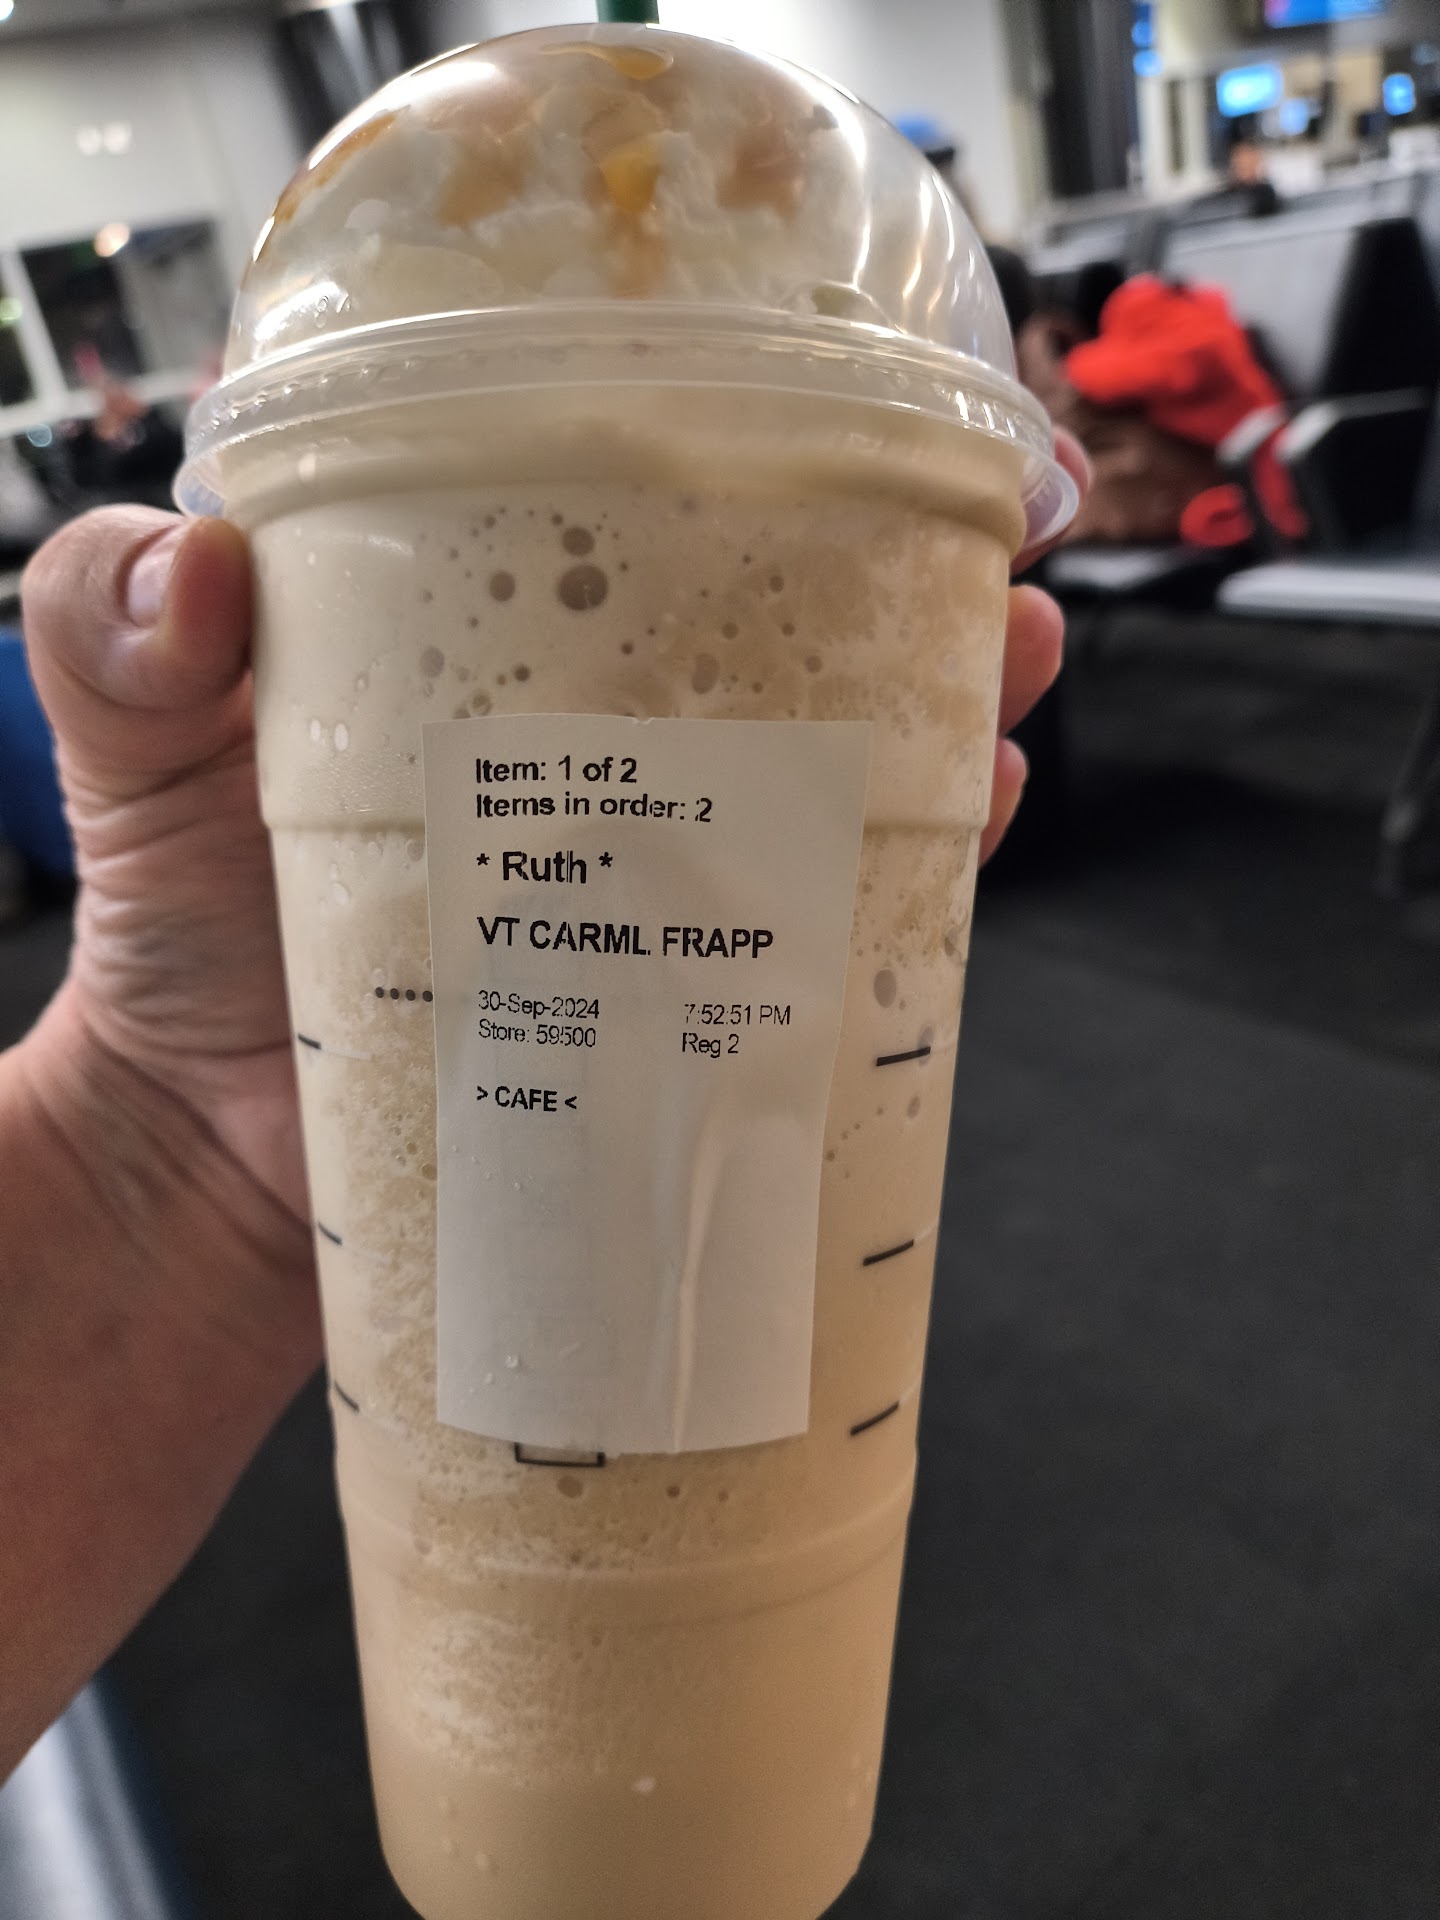 Item: 1 of 2
Items in order: 2
* Ruth *
VT CARML FRAPP
30-Sep-2024 7:52:51 PM
Store: 59500 Reg 2
> CAFE <